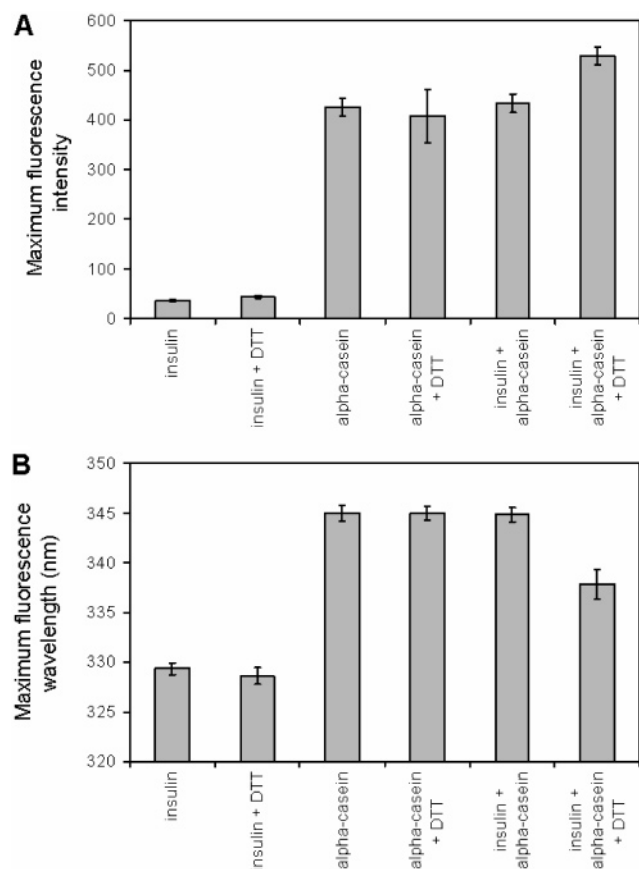 A
Maximum fluorescence
intensity
600
500
400
300
200
100
0
insulin
insulin + DTT
alpha-casein
alpha-casein
+ DTT
insulin +
alpha-casein
insulin +
alpha-casein
+ DTT
B
Maximum fluorescence
wavelength (nm)
350
345
340
335
330
325
320
insulin
nsulin + DTT
alpha-casein
alpha-casein
+ DTT
insulin +
alpha-casein
insulin +
alpha-casein
+ DTT